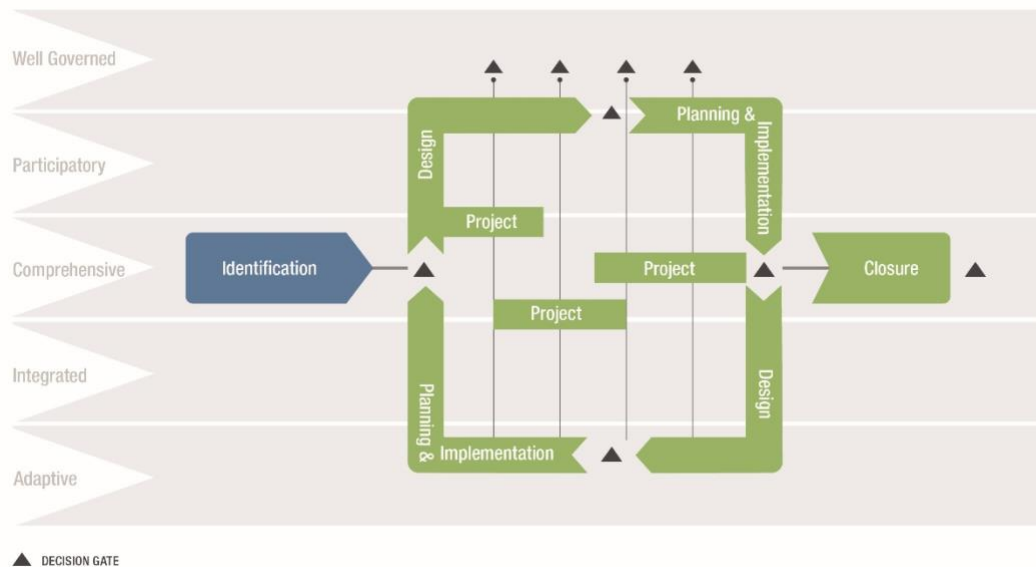 Well Governed
Participatory
Comprehensive
Integrated
Adaptive
Identification
Design
Planning &
Implementation
Project
Project
Project
Closure
Design
Planning &
Implementation
DECISION GATE